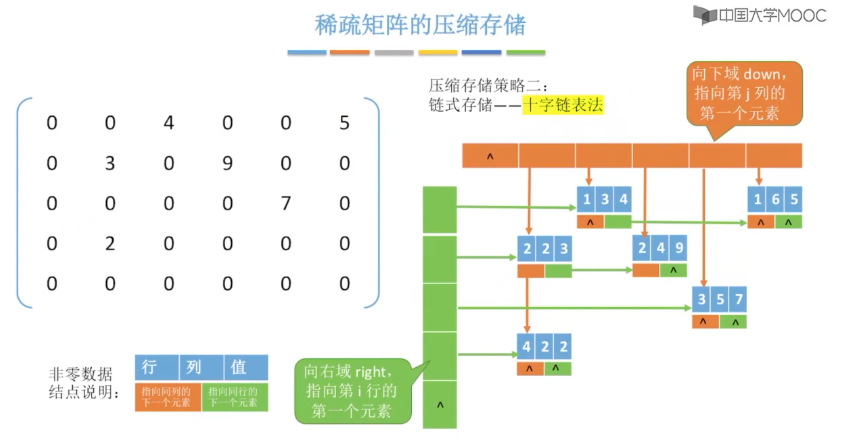 稀疏矩阵的压缩存储
中国大学MOOC
压缩存储策略二：
链式存储——十字链表法
向下域 down，
指向第 j 列的
第一个元素
0 0 4 0 0 5
0 3 0 9 0 0
0 0 0 0 7 0
0 2 0 0 0 0
0 0 0 0 0 0
^
1 3 4
^
1 6 5
^ ^
2 2 3
2 4 9
^
3 5 7
^ ^
4 2 2
^ ^
^
向右域 right，
指向第 i 行的
第一个元素
非零数据
结点说明：
行 列 值
指向同列的
下一个元素
指向同行的
下一个元素